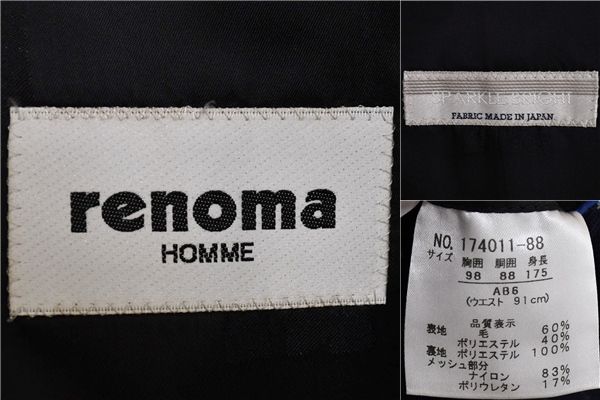 renoma
HOMME
SPARKLE BRIGHT
FABRIC MADE IN JAPAN
NO. 174011-88
サイズ 胸囲 胴囲 身長
98 88 175
AB6
(ウエスト 91cm)
品質表示
表地 毛 60%
ポリエステル 40%
裏地 ポリエステル 100%
メッシュ部分
ナイロン 83%
ポリウレタン 17%